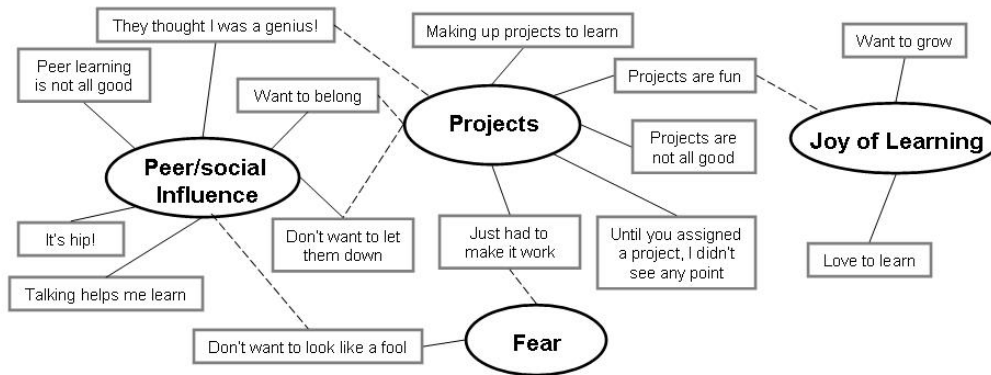 They thought I was a genius!
Making up projects to learn
Want to grow
Peer learning
is not all good
Want to belong
Projects are fun
Projects
Joy of Learning
Projects are
not all good
Peer/social
Influence
It's hip!
Don't want to let
them down
Just had to
make it work
Until you assigned
a project, I didn't
see any point
Love to learn
Talking helps me learn
Don't want to look like a fool
Fear